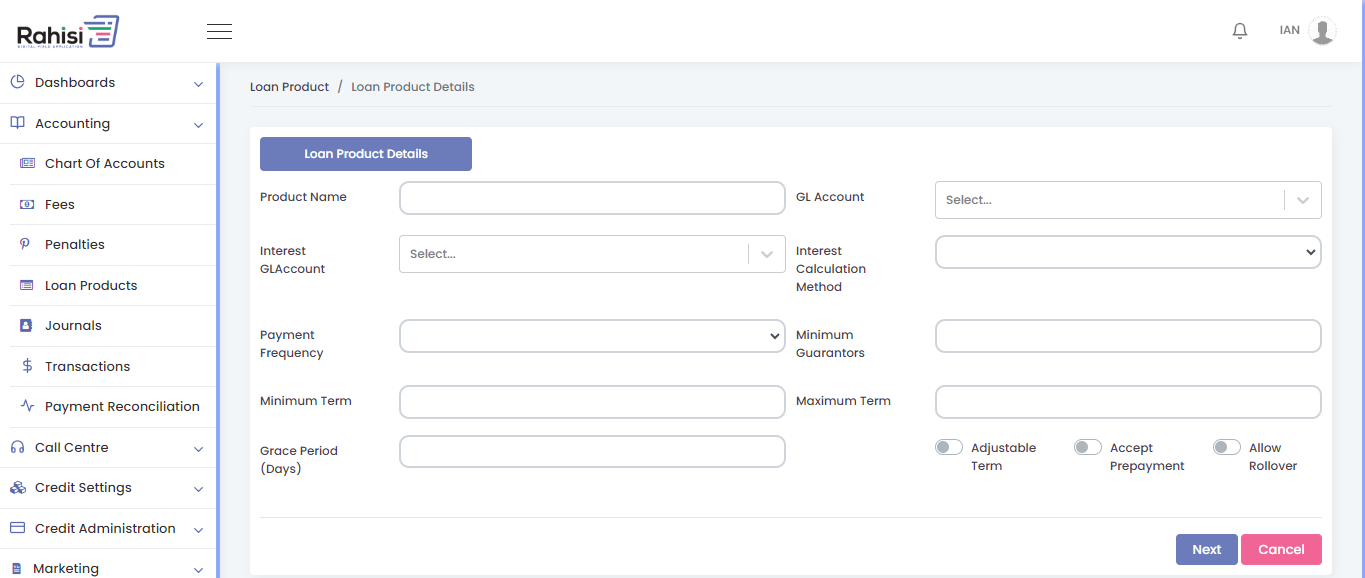 Rahisi
DIGITAL FIELD APPLICATION
IAN
Dashboards
Accounting
Chart Of Accounts
Fees
Penalties
Loan Products
Journals
Transactions
Payment Reconciliation
Call Centre
Credit Settings
Credit Administration
Marketing
Loan Product / Loan Product Details
Loan Product Details
Product Name
GL Account
Select...
Interest
GLAccount
Select...
Interest
Calculation
Method
Payment
Frequency
Minimum
Guarantors
Minimum Term
Maximum Term
Grace Period
(Days)
Adjustable
Term
Accept
Prepayment
Allow
Rollover
Next
Cancel